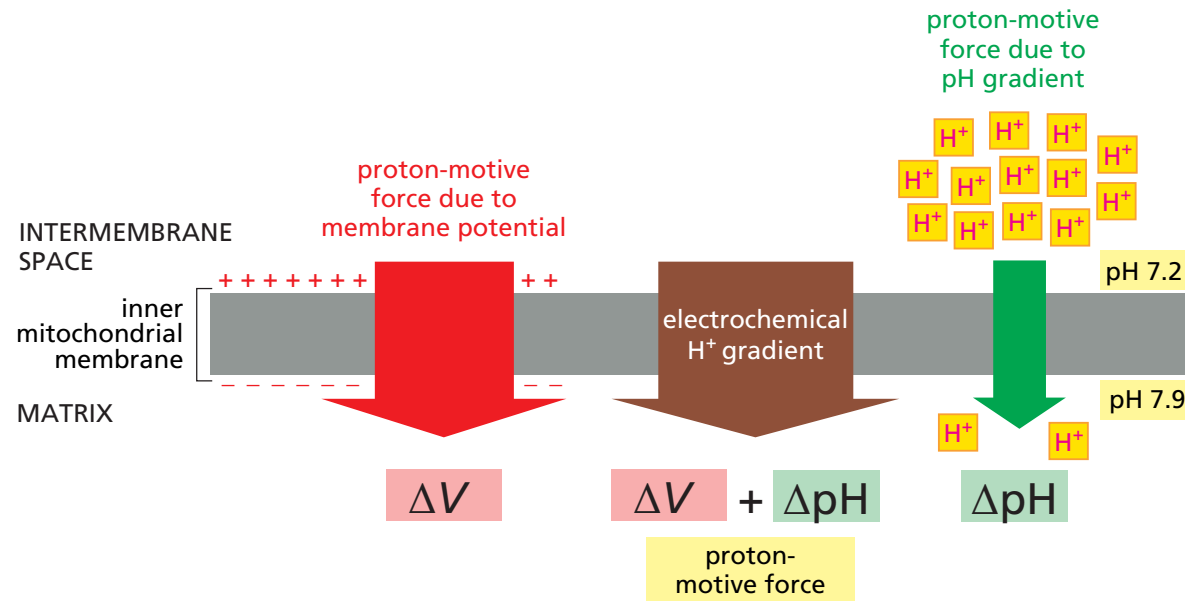 proton-motive
force due to
pH gradient
H⁺ H⁺ H⁺
H⁺
H⁺ H⁺ H⁺ H⁺
H⁺
H⁺ H⁺ H⁺ H⁺
proton-motive
force due to
membrane potential
INTERMEMBRANE
SPACE
+ + + + + + + + +
pH 7.2
inner
mitochondrial
membrane
electrochemical
H⁺ gradient
– – – – – – – – –
MATRIX
pH 7.9
H⁺ H⁺
ΔV
ΔV + ΔpH
ΔpH
proton-
motive force